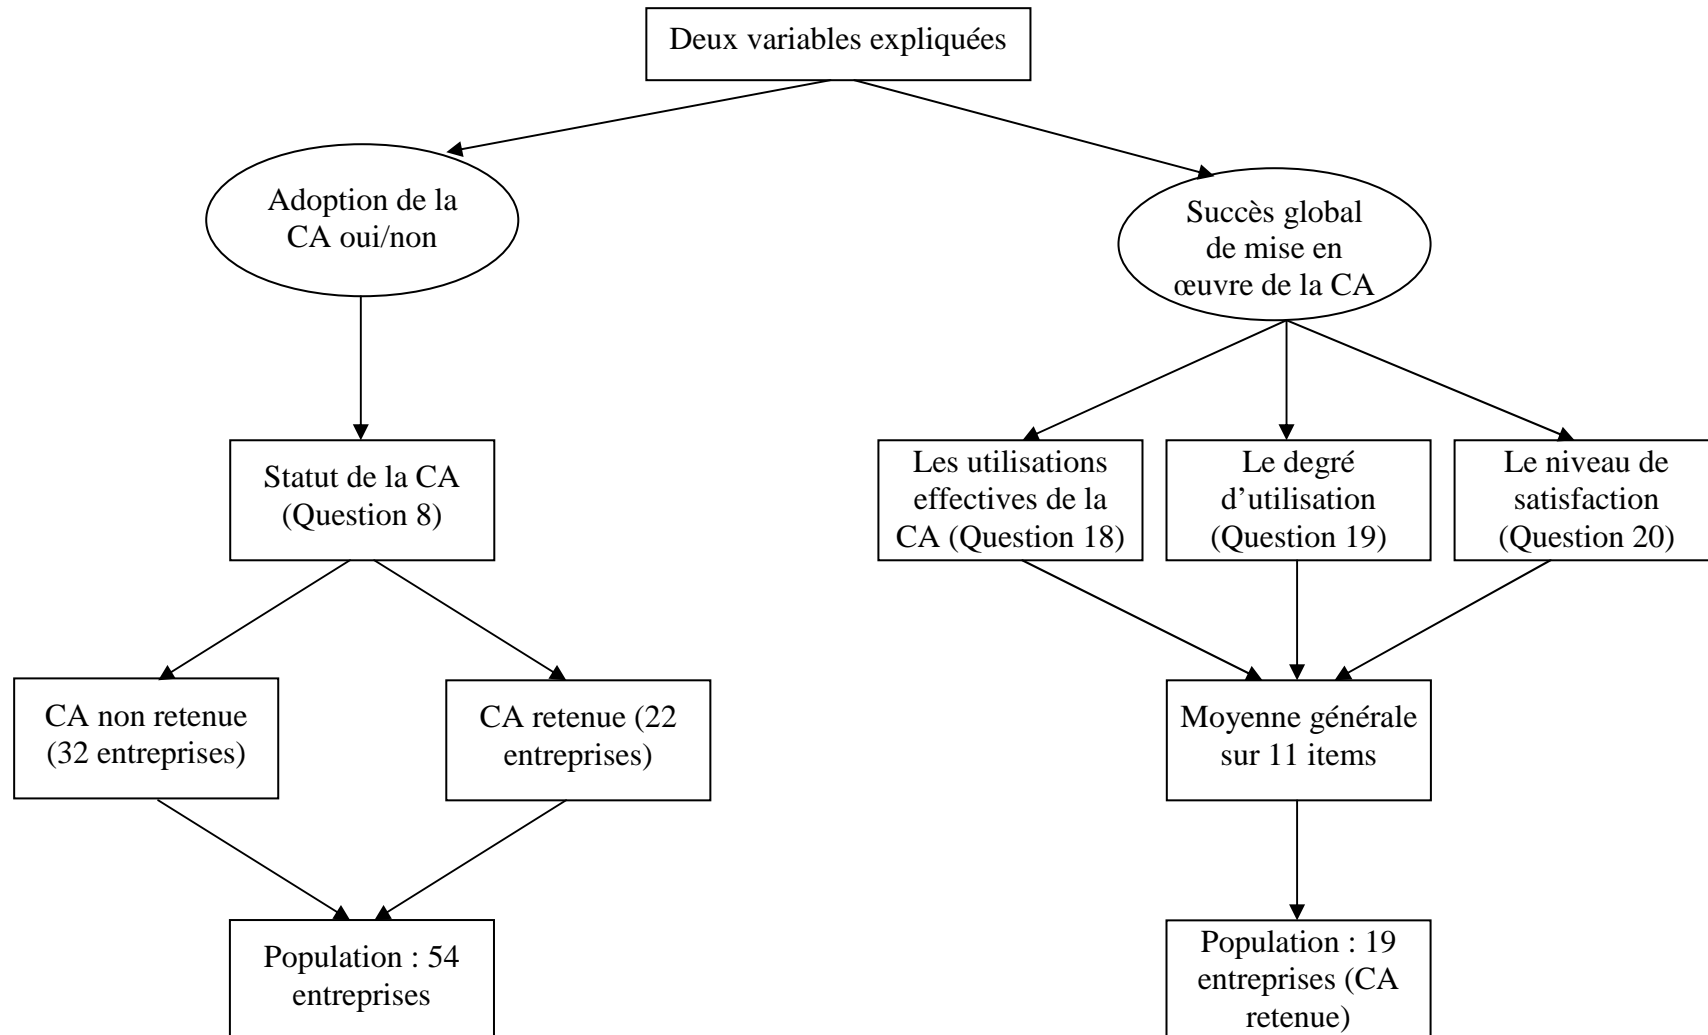 Deux variables expliquées
Adoption de la
CA oui/non
Succès global
de mise en
œuvre de la CA
Statut de la CA
(Question 8)
Les utilisations
effectives de la
CA (Question 18)
Le degré
d’utilisation
(Question 19)
Le niveau de
satisfaction
(Question 20)
CA non retenue
(32 entreprises)
CA retenue (22
entreprises)
Moyenne générale
sur 11 items
Population : 54
entreprises
Population : 19
entreprises (CA
retenue)